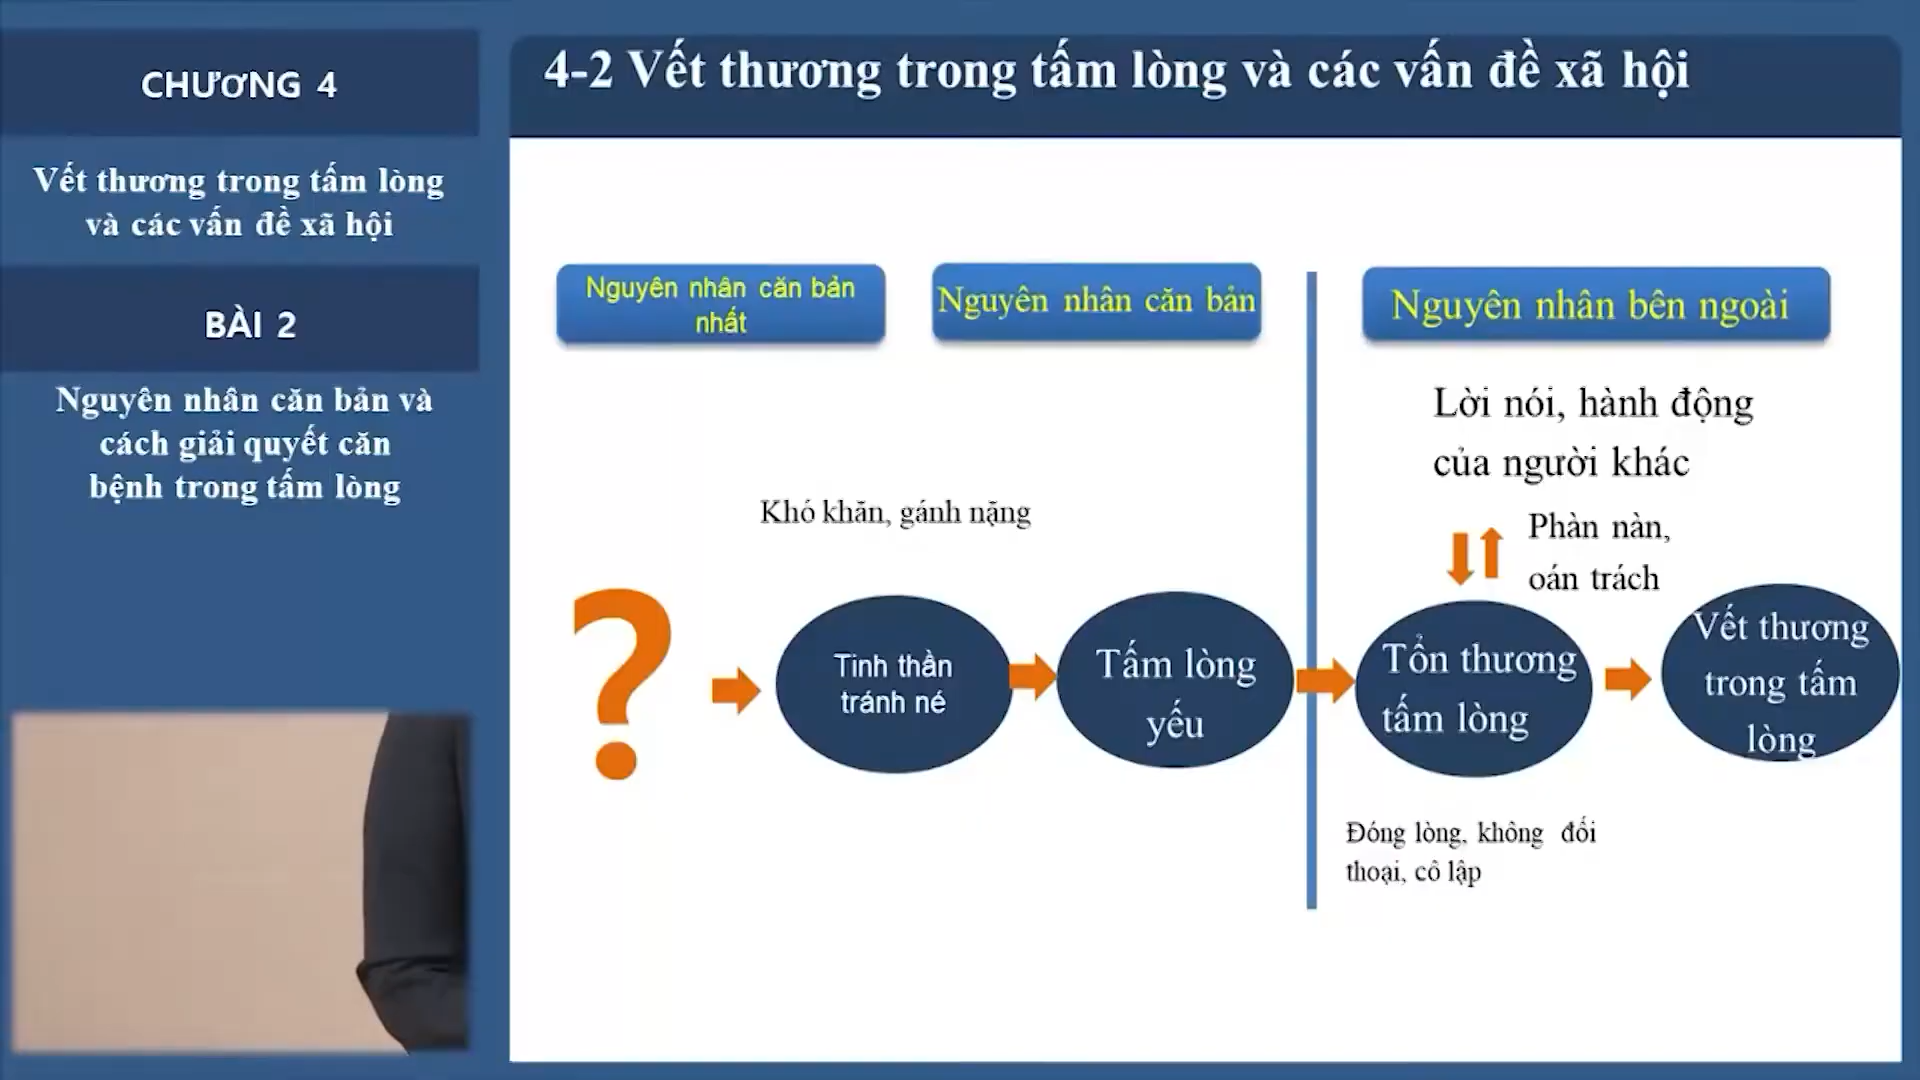 CHƯƠNG 4
Vết thương trong tấm lòng
và các vấn đề xã hội
BÀI 2
Nguyên nhân căn bản và
cách giải quyết căn
bệnh trong tấm lòng
4-2 Vết thương trong tấm lòng và các vấn đề xã hội
Nguyên nhân căn bản
nhất
Nguyên nhân căn bản
Nguyên nhân bên ngoài
Lời nói, hành động
của người khác
Khó khăn, gánh nặng
Phàn nàn,
oán trách
?
Tinh thần
tránh né
Tấm lòng
yếu
Tổn thương
tấm lòng
Vết thương
trong tấm
lòng
Đóng lòng, không đối
thoại, cô lập